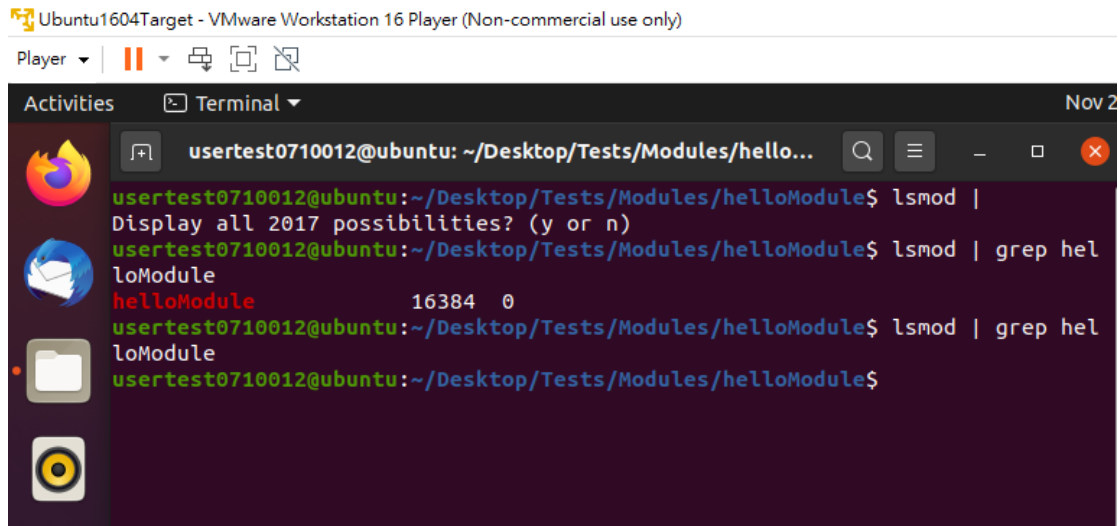 Ubuntu1604Target - VMware Workstation 16 Player (Non-commercial use only)
Player
Activities Terminal Nov 2
usertest0710012@ubuntu: ~/Desktop/Tests/Modules/hello...
usertest0710012@ubuntu:~/Desktop/Tests/Modules/helloModule$ lsmod |
Display all 2017 possibilities? (y or n)
usertest0710012@ubuntu:~/Desktop/Tests/Modules/helloModule$ lsmod | grep hel
loModule
helloModule 16384 0
usertest0710012@ubuntu:~/Desktop/Tests/Modules/helloModule$ lsmod | grep hel
loModule
usertest0710012@ubuntu:~/Desktop/Tests/Modules/helloModule$